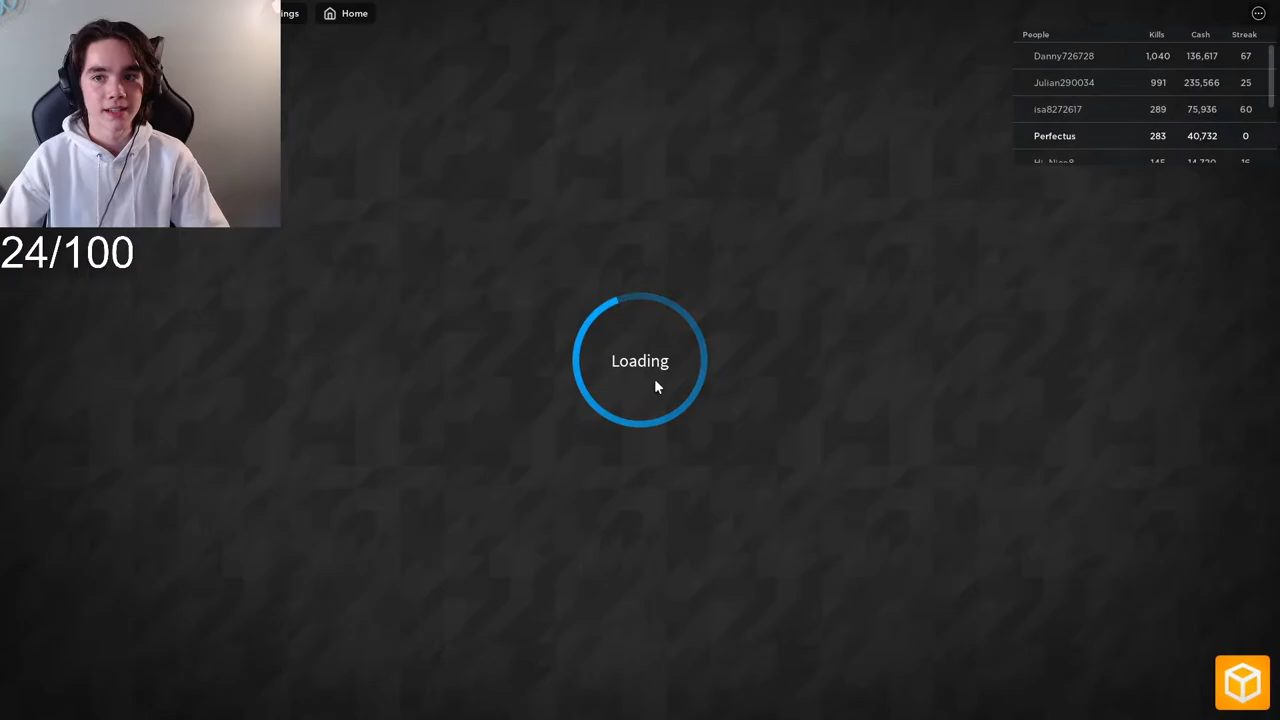 ings
Home
People Kills Cash Streak
Danny726728 1,040 136,617 67
Julian290034 991 235,566 25
isa8272617 289 75,936 60
Perfectus 283 40,732 0
24/100
Loading